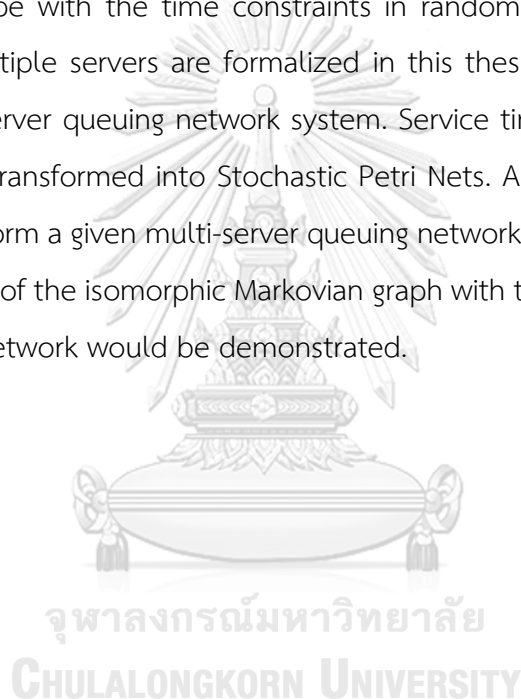 be with the time constraints in random
tiple servers are formalized in this thes
erver queuing network system. Service tir
ransformed into Stochastic Petri Nets. A
orm a given multi-server queuing network
of the isomorphic Markovian graph with t
etwork would be demonstrated.
จุฬาลงกรณ์มหาวิทยาลัย
CHULALONGKORN UNIVERSITY